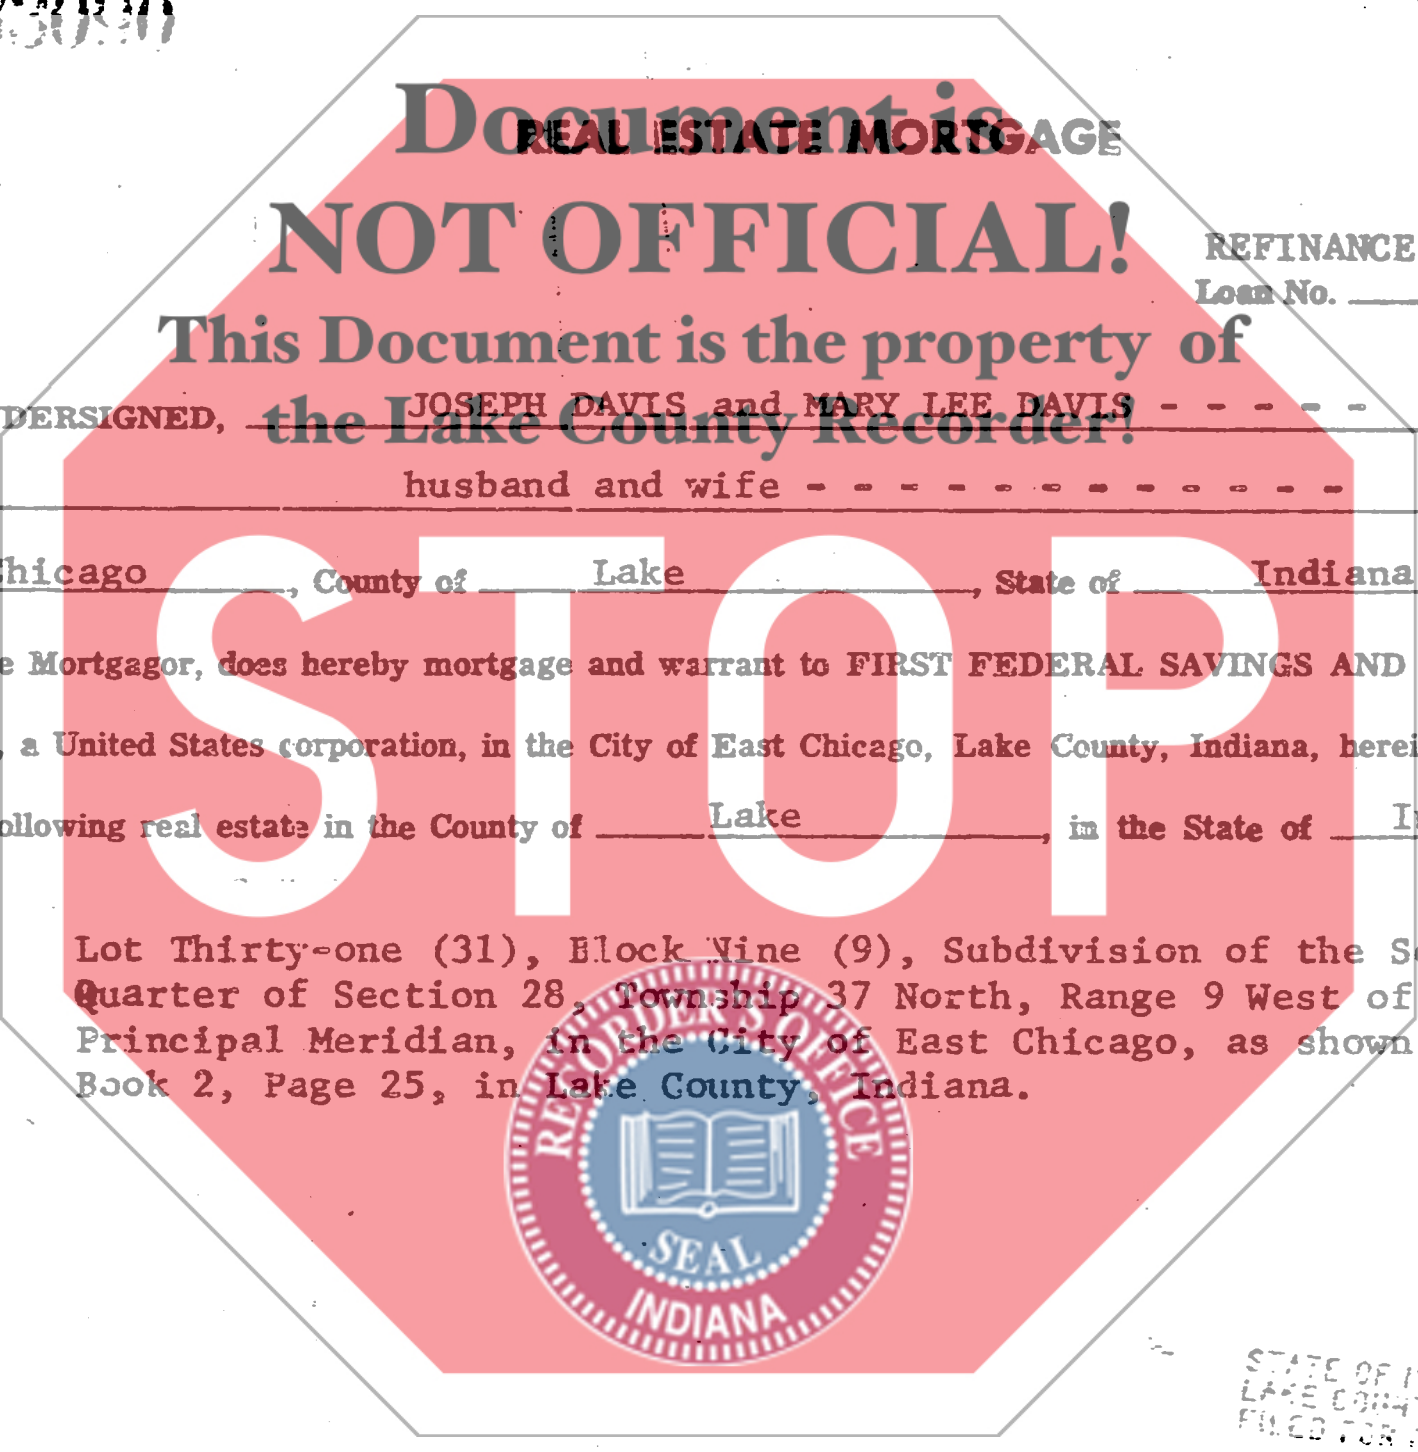 Document is
REAL ESTATE MORTGAGE
NOT OFFICIAL!
REFINANCE
Loan No.
This Document is the property of
JOSEPH DAVIS and MARY LEE DAVIS - - - - -
DERSIGNED,
the Lake County Recorder!
husband and wife - - - - - - - - - - - -
hicago, County of Lake, State of Indiana
STOP
e Mortgagor, does hereby mortgage and warrant to FIRST FEDERAL SAVINGS AND
, a United States corporation, in the City of East Chicago, Lake County, Indiana, herei
ollowing real estate in the County of Lake, in the State of
Lot Thirty-one (31), Block Nine (9), Subdivision of the
Quarter of Section 28, Township 37 North, Range 9 West of
Principal Meridian, in the City of East Chicago, as shown
Book 2, Page 25, in Lake County, Indiana.
RECORDER'S OFFICE
SEAL
INDIANA
STATE OF
LAKE
FILED FOR